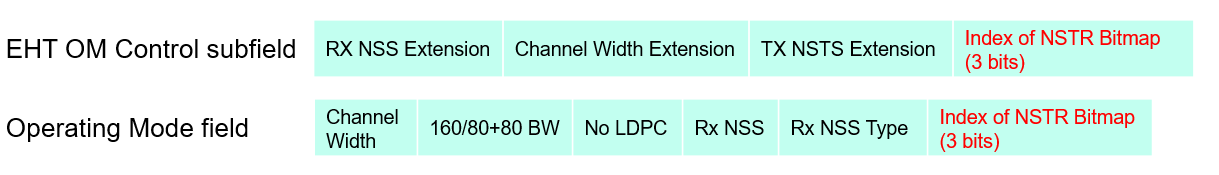 EHT OM Control subfield
RX NSS Extension
Channel Width Extension
TX NSTS Extension
Index of NSTR Bitmap
(3 bits)
Operating Mode field
Channel
Width
160/80+80 BW
No LDPC
Rx NSS
Rx NSS Type
Index of NSTR Bitmap
(3 bits)